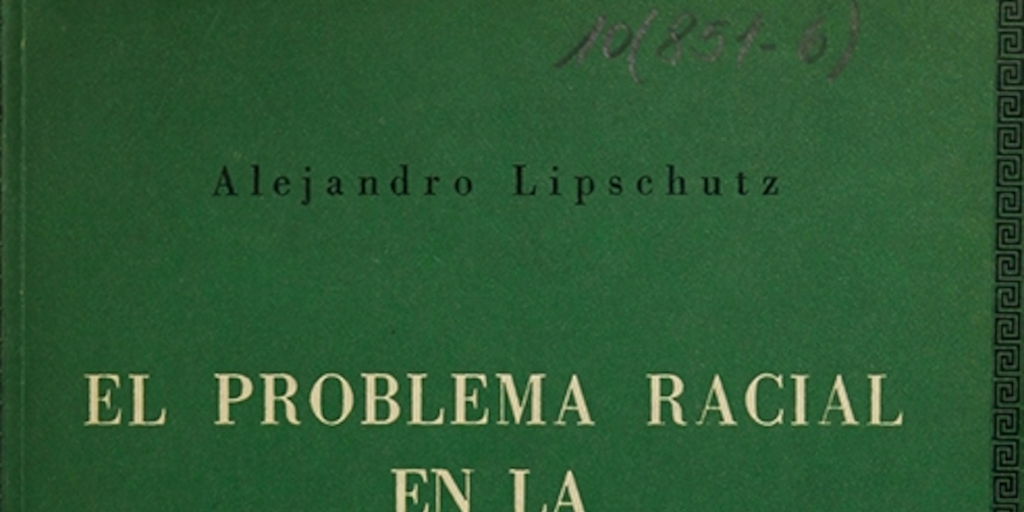 10(851-6)
Alejandro Lipschutz
EL PROBLEMA RACIAL
EN LA